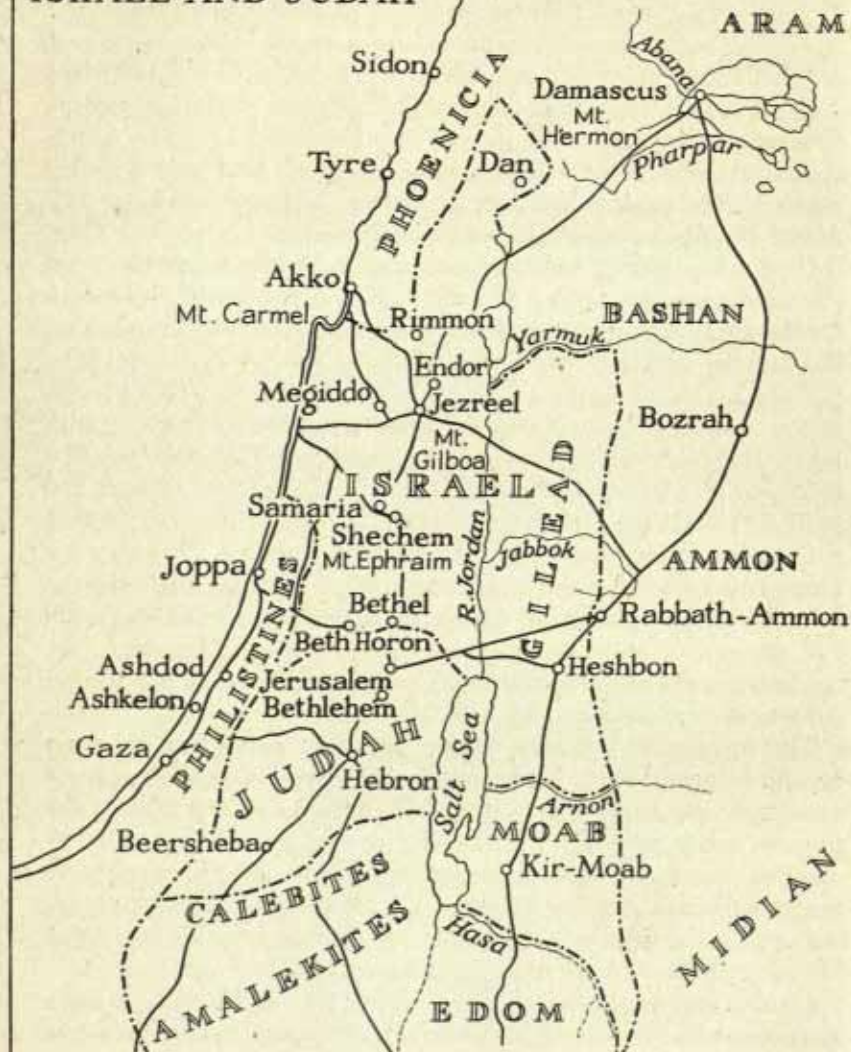 ISRAEL AND JUDAH
ARAM
Sidon
Abana
Damascus
Mt.
Hermon
PHOENICIA
Pharpar
Tyre
Dan
Akko
Mt. Carmel
Rimmon
BASHAN
Yarmuk
Endor
Megiddo
Jezreel
Bozrah
Mt.
Gilboa
ISRAEL
GILEAD
Samaria
Shechem
Mt. Ephraim
R. Jordan
Jabbok
AMMON
Joppa
PHILISTINES
Bethel
Rabbath-Ammon
Beth Horon
Ashdod
Jerusalem
Heshbon
Ashkelon
Bethlehem
Gaza
JUDAH
Salt Sea
Hebron
Arnon
MOAB
Beersheba
Kir-Moab
CALEBITES
MIDIAN
Hasa
AMALEKITES
EDOM